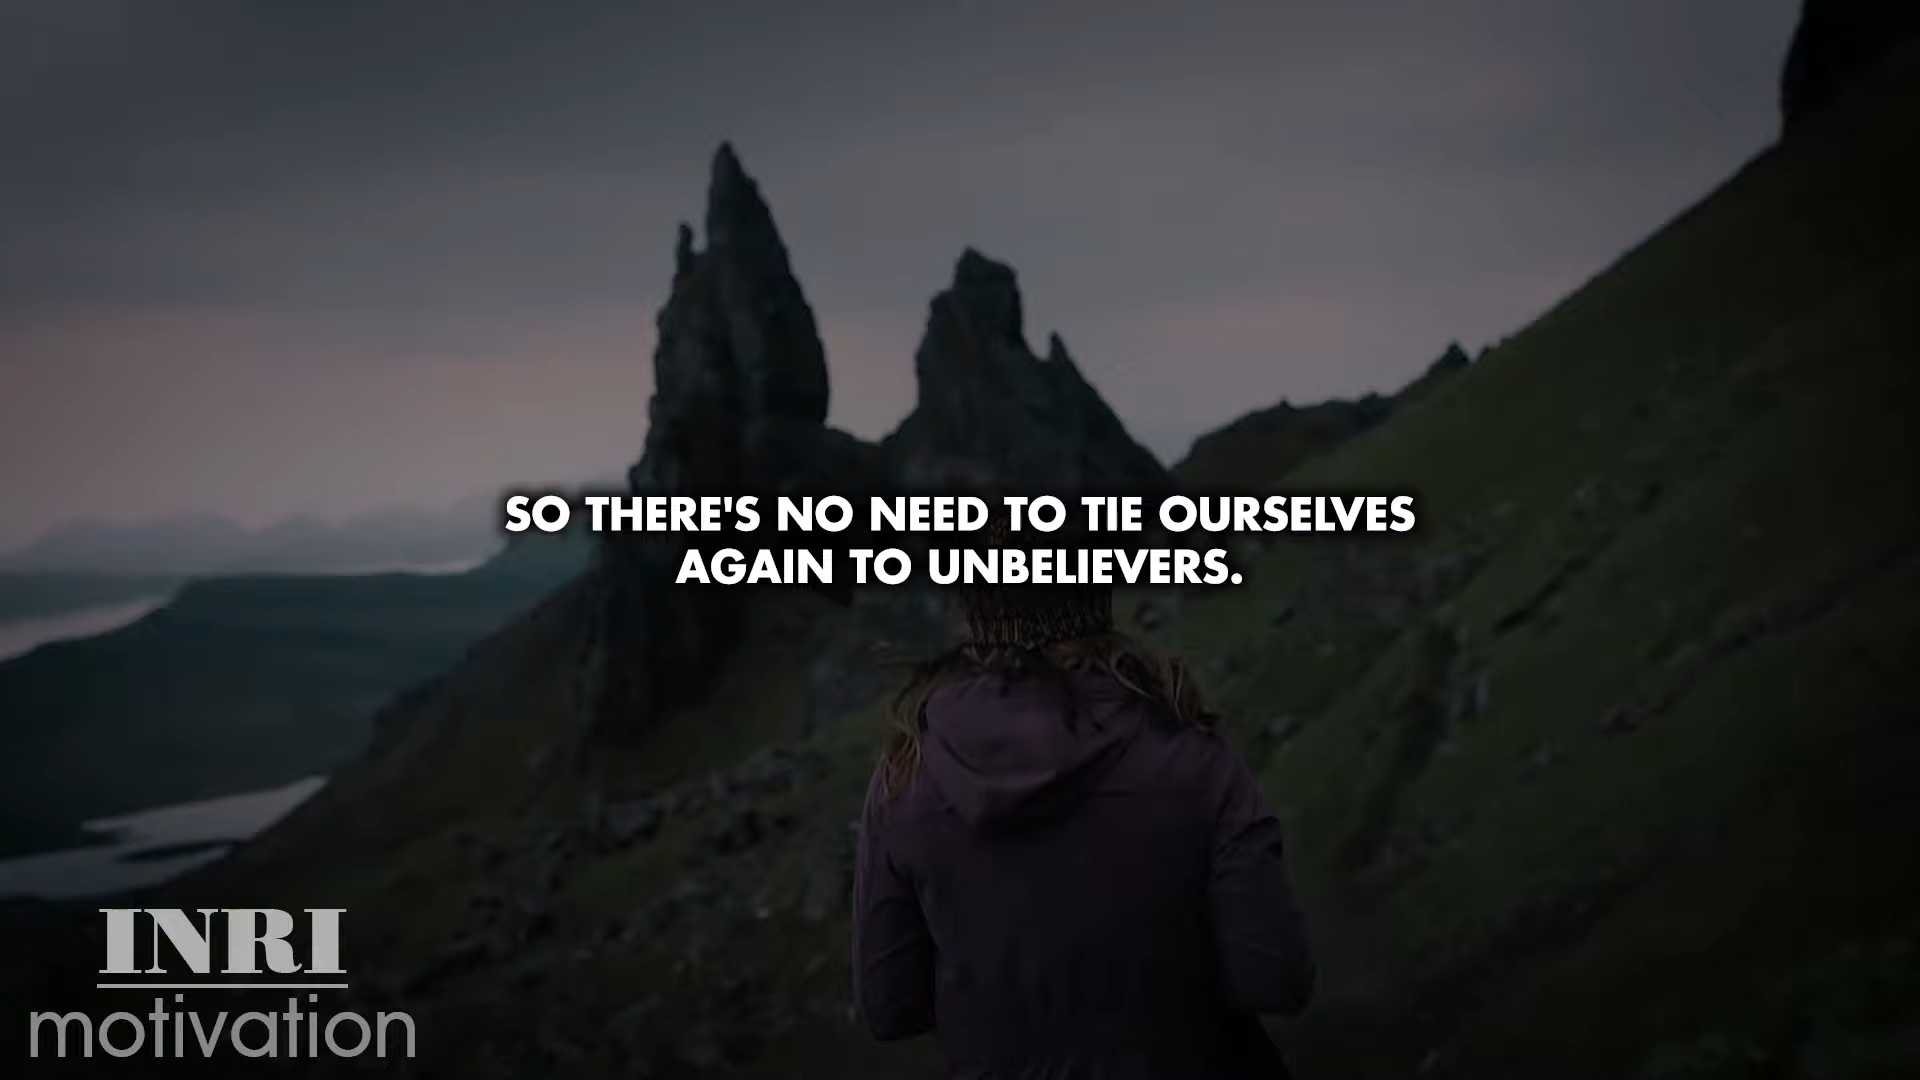 SO THERE'S NO NEED TO TIE OURSELVES
AGAIN TO UNBELIEVERS.
INRI
motivation